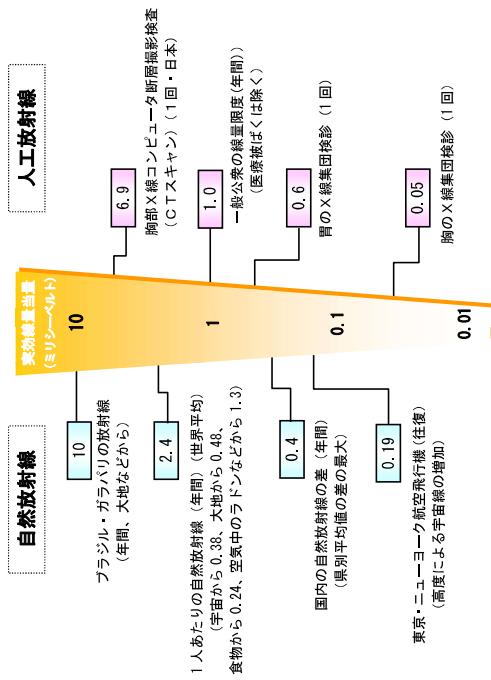 人工放射線
6.9
胸部X線コンピュータ断層撮影検査
(CTスキャン) (1回・日本)
1.0
一般公衆の線量限度(年間))
(医療被ばくは除く)
0.6
胃のX線集団検診 (1回)
0.05
胸のX線集団検診 (1回)
実効線量当量
(ミリシーベルト)
10
1
0.1
0.01
自然放射線
10
ブラジル・ガラパリの放射線
(年間、大地などから)
2.4
1人あたりの自然放射線 (年間) (世界平均)
(宇宙から0.38、大地から0.48、
食物から0.24、空気中のラドンなどから1.3)
0.4
国内の自然放射線の差 (年間)
(県別平均値の差の最大)
0.19
東京・ニューヨーク航空飛行機 (往復)
(高度による宇宙線の増加)